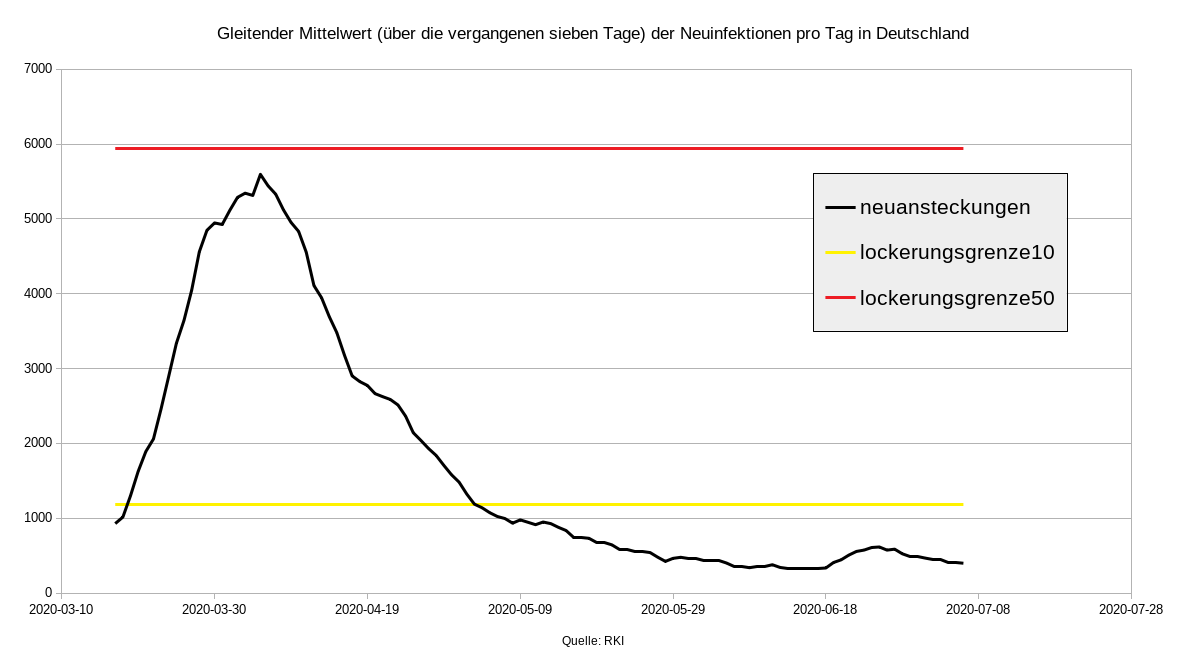 Gleitender Mittelwert (über die vergangenen sieben Tage) der Neuinfektionen pro Tag in Deutschland
7000
6000
5000
4000
3000
2000
1000
0
neuansteckungen
lockerungsgrenze10
lockerungsgrenze50
2020-03-10 2020-03-30 2020-04-19 2020-05-09 2020-05-29 2020-06-18 2020-07-08 2020-07-28
Quelle: RKI